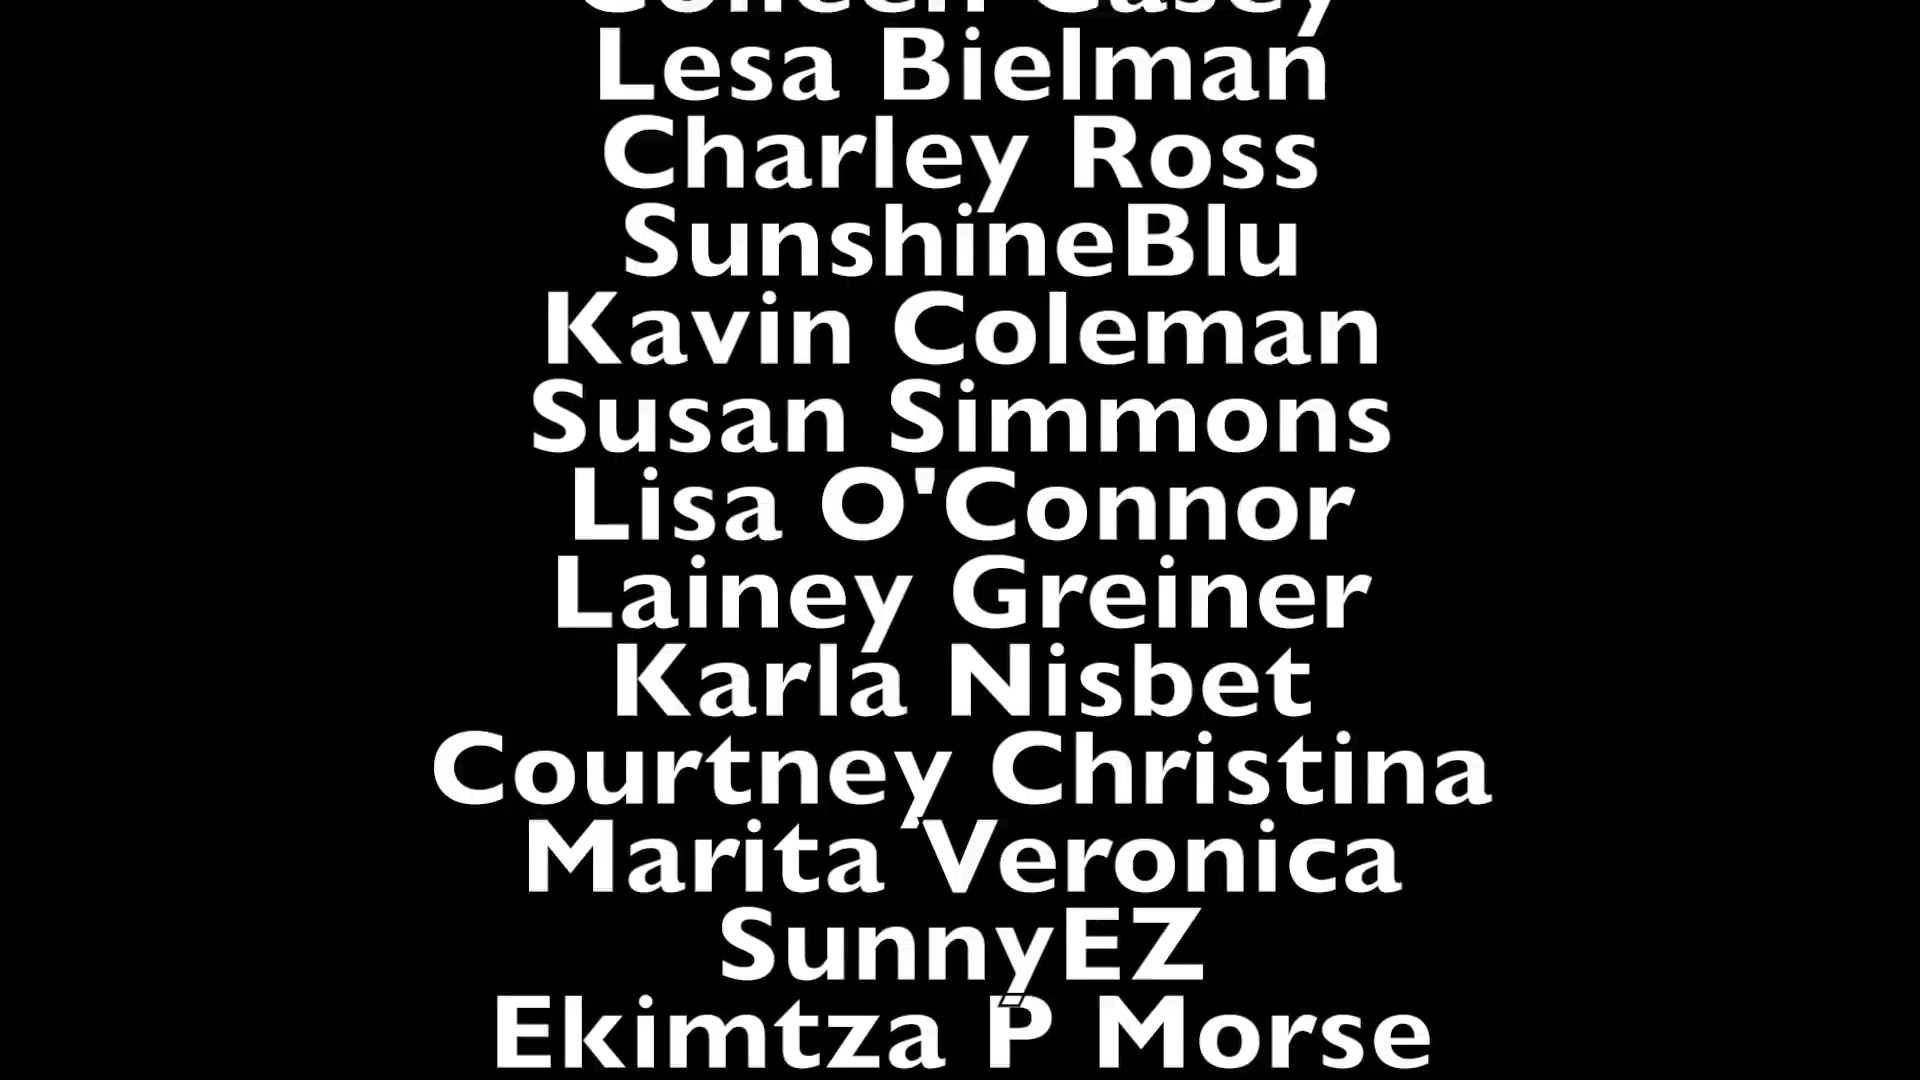 Colleen Casey
Lesa Bielman
Charley Ross
SunshineBlu
Kavin Coleman
Susan Simmons
Lisa O'Connor
Lainey Greiner
Karla Nisbet
Courtney Christina
Marita Veronica
SunnyEZ
Ekimtza P Morse